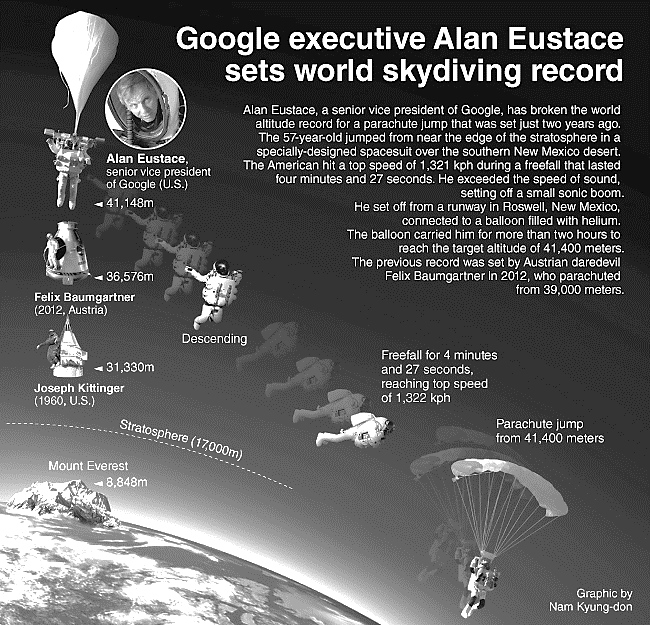 Google executive Alan Eustace
sets world skydiving record
Alan Eustace, a senior vice president of Google, has broken the world
altitude record for a parachute jump that was set just two years ago.
The 57-year-old jumped from near the edge of the stratosphere in a
specially-designed spacesuit over the southern New Mexico desert.
The American hit a top speed of 1,321 kph during a freefall that lasted
four minutes and 27 seconds. He exceeded the speed of sound,
setting off a small sonic boom.
He set off from a runway in Roswell, New Mexico,
connected to a balloon filled with helium.
The balloon carried him for more than two hours to
reach the target altitude of 41,400 meters.
The previous record was set by Austrian daredevil
Felix Baumgartner in 2012, who parachuted
from 39,000 meters.
Alan Eustace,
senior vice president
of Google (U.S.)
◄ 41,148m
◄ 36,576m
Felix Baumgartner
(2012, Austria)
Descending
◄ 31,330m
Joseph Kittinger
(1960, U.S.)
Freefall for 4 minutes
and 27 seconds,
reaching top speed
of 1,322 kph
Stratosphere (17,000m)
Parachute jump
from 41,400 meters
Mount Everest
◄ 8,848m
Graphic by
Nam Kyung-don